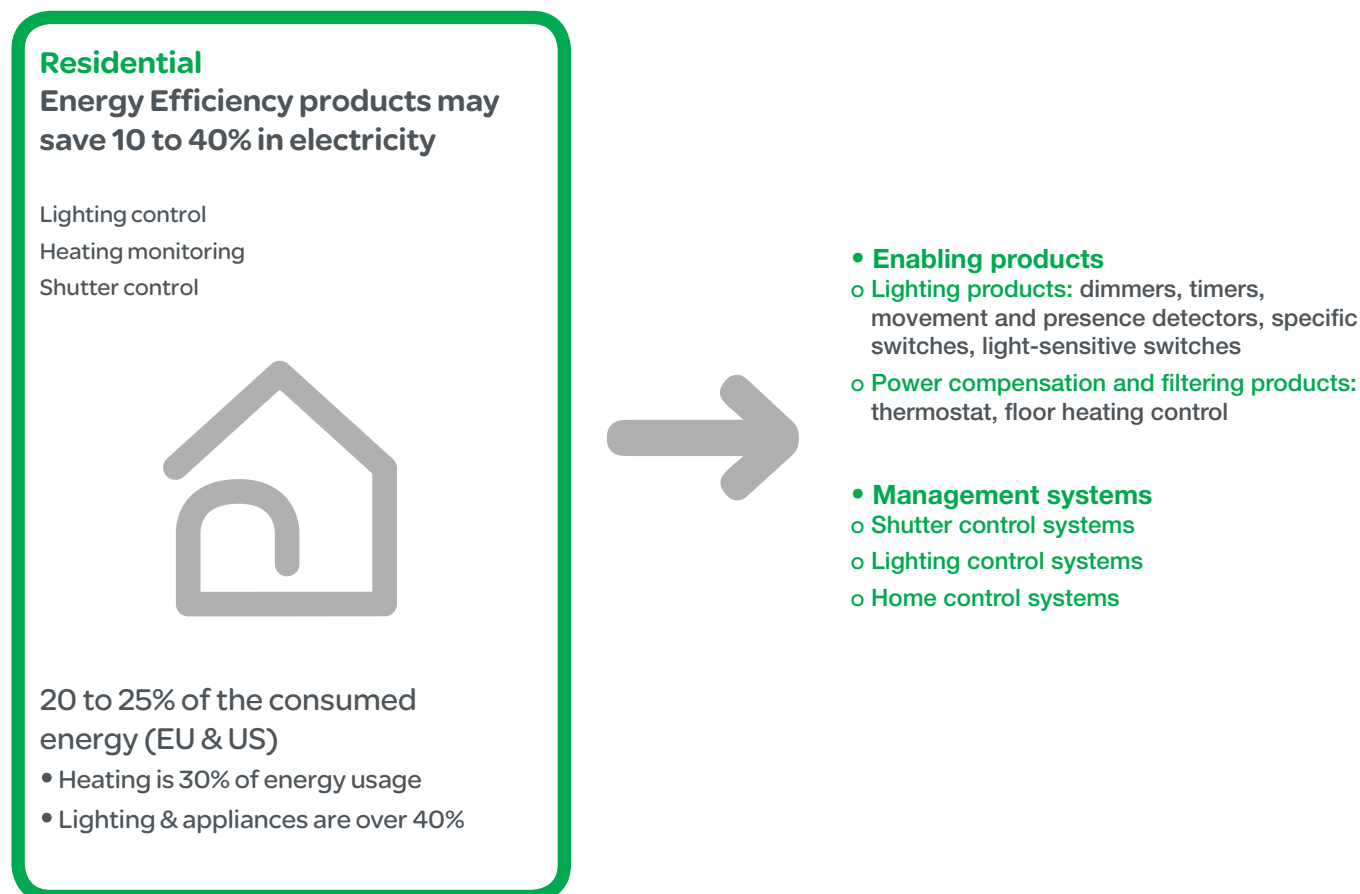 Residential
Energy Efficiency products may
save 10 to 40% in electricity
Lighting control
Heating monitoring
Shutter control
20 to 25% of the consumed
energy (EU & US)
• Heating is 30% of energy usage
• Lighting & appliances are over 40%
• Enabling products
o Lighting products: dimmers, timers,
movement and presence detectors, specific
switches, light-sensitive switches
o Power compensation and filtering products:
thermostat, floor heating control
• Management systems
o Shutter control systems
o Lighting control systems
o Home control systems